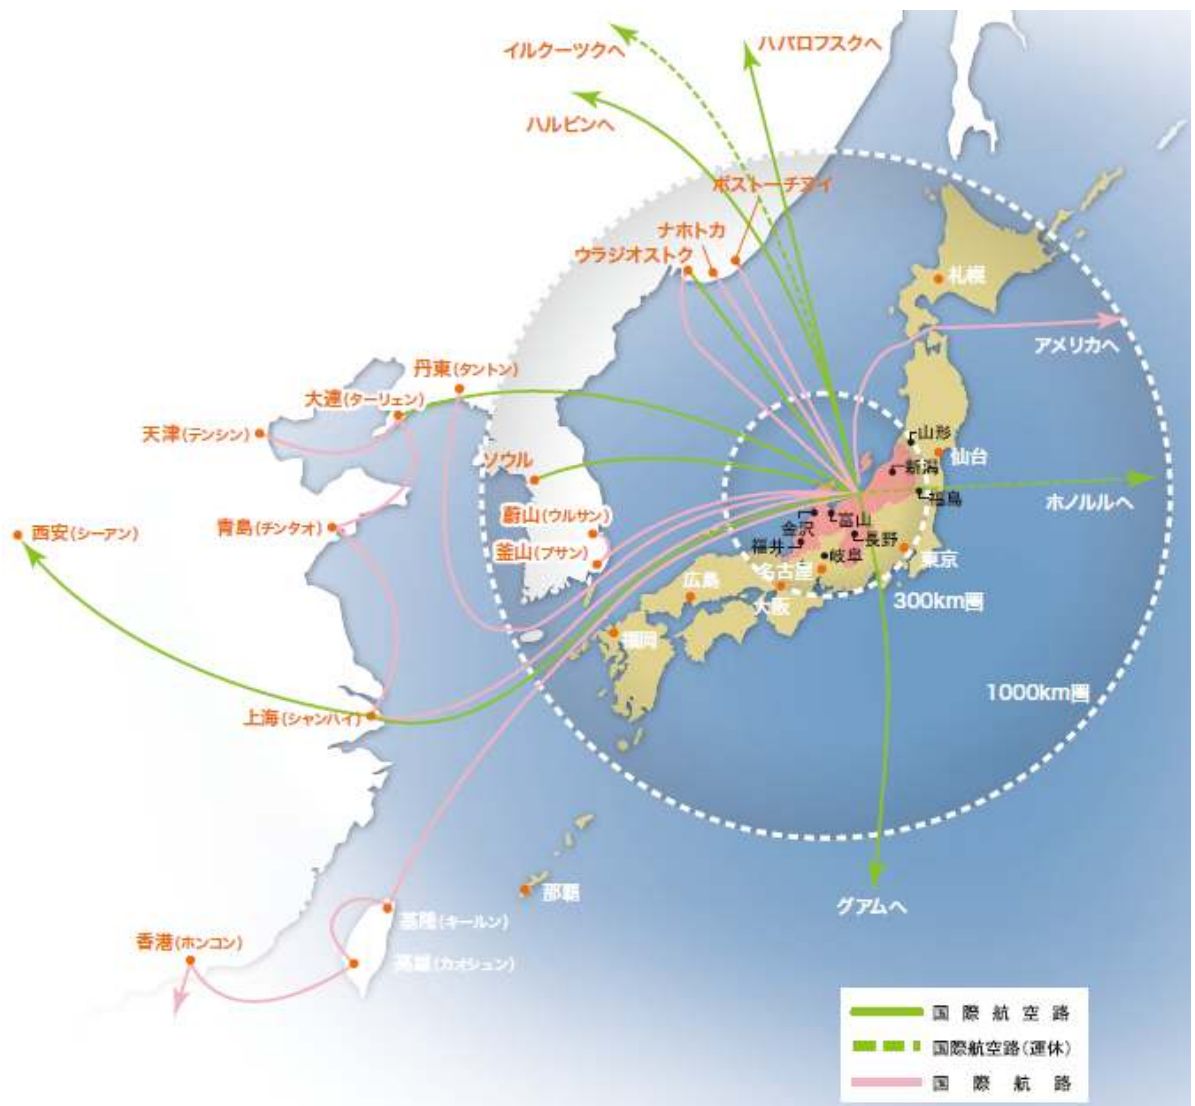 イルクーツクへ
ハバロフスクへ
ハルビンへ
ボストーチヌイ
ナホトカ
ウラジオストク
札幌
アメリカへ
丹東(タントン)
大連(ターリェン)
天津(テンシン)
山形
仙台
ソウル
新潟
福島
ホノルルへ
蔚山(ウルサン)
青島(チンタオ)
西安(シーアン)
金沢
富山
釜山(プサン)
福井
長野
岐阜
東京
名古屋
広島
大阪
300km圏
福岡
1000km圏
上海(シャンハイ)
那覇
グアムへ
基隆(キールン)
香港(ホンコン)
高雄(カオシュン)
国際航空路
国際航空路(運休)
国際航路